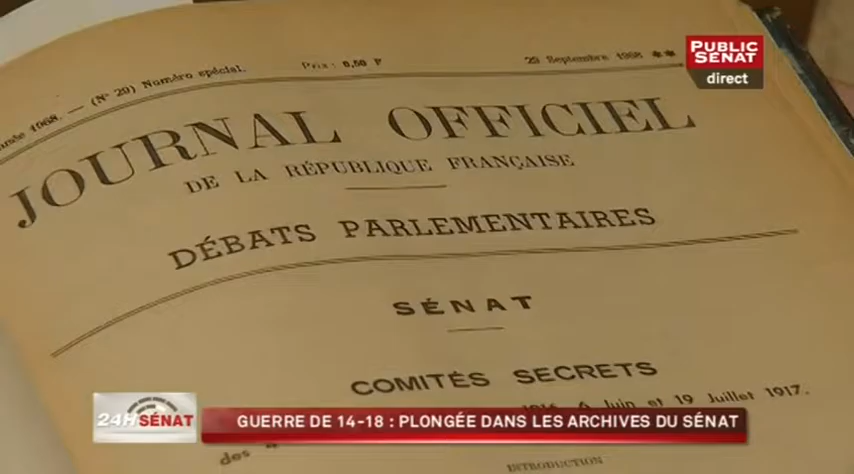 PUBLIC
SENAT
direct
année 1968. — (N° 29) Numéro spécial.
Prix : 0,50 F
29 Septembre 1968 **
JOURNAL OFFICIEL
DE LA RÉPUBLIQUE FRANÇAISE
DÉBATS PARLEMENTAIRES
SÉNAT
COMITÉS SECRETS
des 4
Juin et 19 Juillet 1917.
INTRODUCTION
24H SÉNAT
GUERRE DE 14-18 : PLONGÉE DANS LES ARCHIVES DU SÉNAT